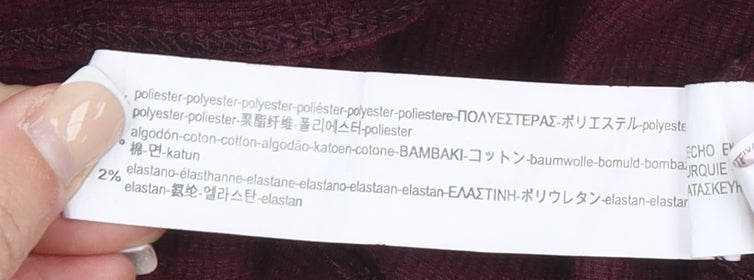 poliester-polyester-polyester-poliéster-polyester-poliestere-ΠΟΛΥΕΣΤΕΡΑΣ-ポリエステル-polyeste
polyester-poliester-聚酯纤维-폴리에스터-poliester
algodón-coton-cotton-algodão-katoen-cotone-BAMBAKI-コットン-baumwolle-bomuld-bomba
棉-면-katun
2% elastano-élasthanne-elastane-elastano-elastaan-elastan-ΕΛΑΣΤΙΝΗ-ポリウレタン-elastan-elastan
elastan-氨纶-엘라스탄-elastan
ECHO EN
URQUIE
ΑΤΑΣΚΕΥΗ